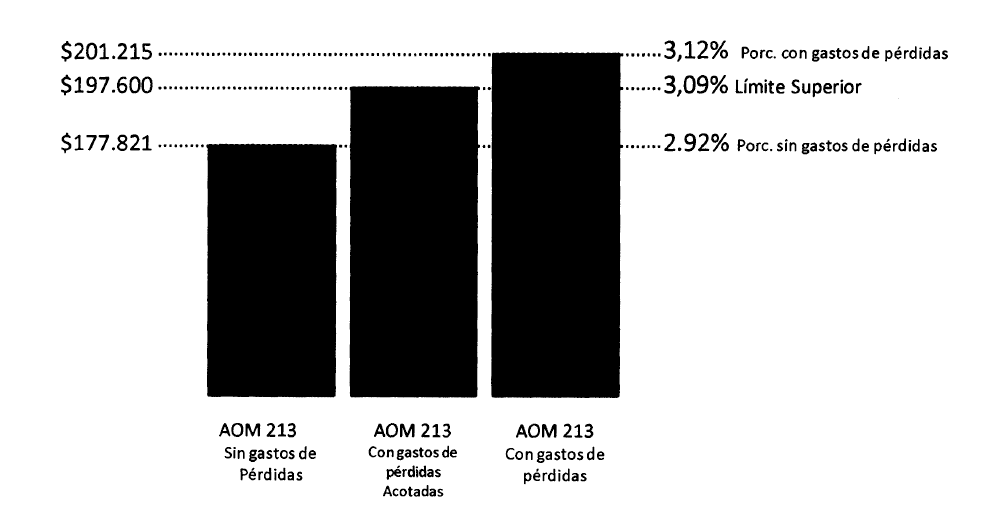 $201.215 3,12% Porc. con gastos de pérdidas
$197.600 3,09% Límite Superior
$177.821 2.92% Porc. sin gastos de pérdidas
AOM 213
Sin gastos de
Pérdidas
AOM 213
Con gastos de
pérdidas
Acotadas
AOM 213
Con gastos de
pérdidas